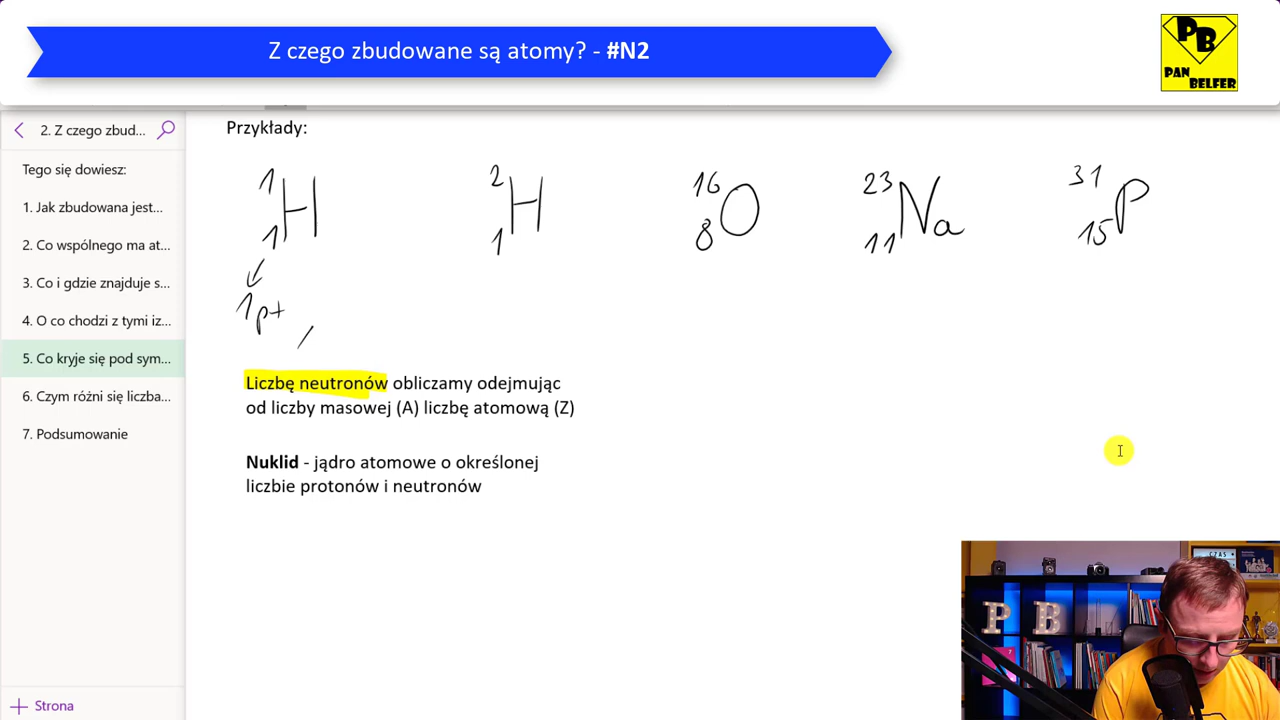 Z czego zbudowane są atomy? - #N2
PB
PAN
BELFER
2. Z czego zbud...
Tego się dowiesz:
1. Jak zbudowana jest...
2. Co wspólnego ma at...
3. Co i gdzie znajduje s...
4. O co chodzi z tymi iz...
5. Co kryje się pod sym...
6. Czym różni się liczba...
7. Podsumowanie
Strona
Przykłady:
1 1 H
2 1 H
16 8 O
23 11 Na
31 15 P
1p+
Liczbę neutronów obliczamy odejmując
od liczby masowej (A) liczbę atomową (Z)
Nuklid - jądro atomowe o określonej
liczbie protonów i neutronów
CZAS
P B